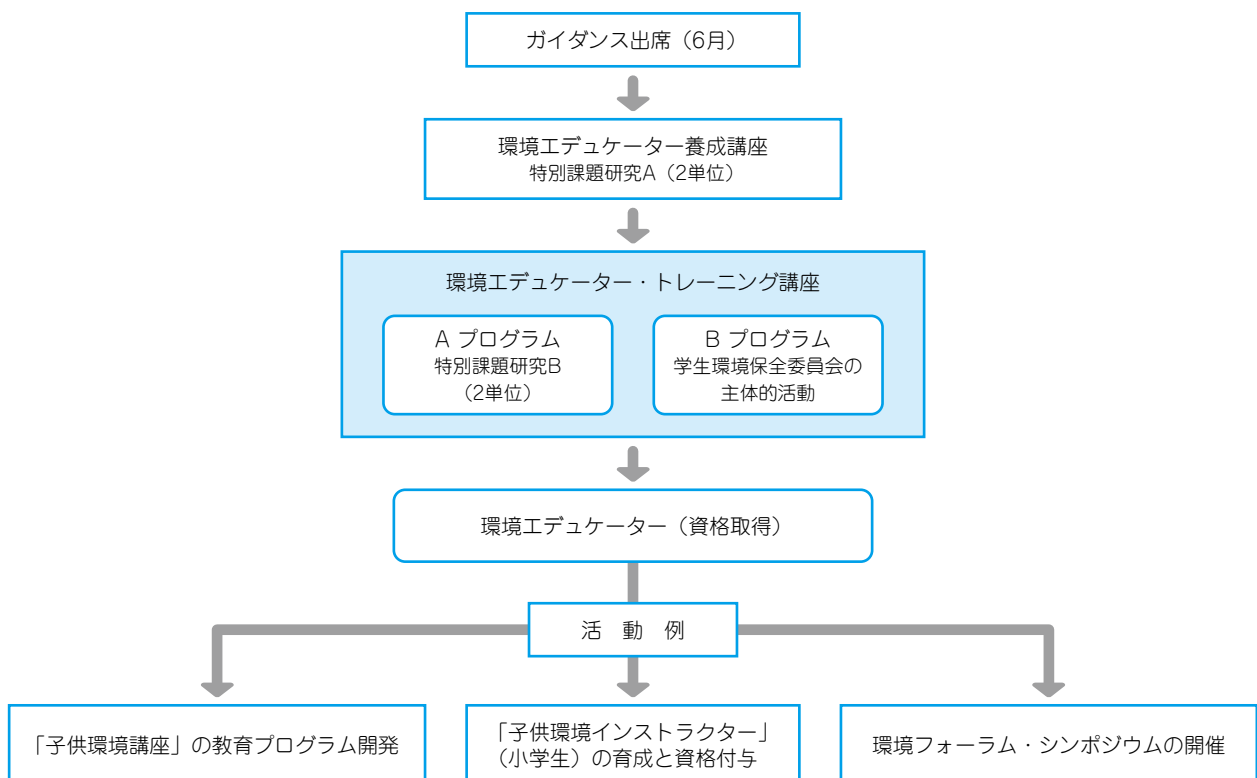 ガイダンス出席（6月）
環境エデュケーター養成講座
特別課題研究A（2単位）
環境エデュケーター・トレーニング講座
A プログラム
特別課題研究B
（2単位）
B プログラム
学生環境保全委員会の
主体的活動
環境エデュケーター（資格取得）
活　動　例
「子供環境講座」の教育プログラム開発
「子供環境インストラクター」
（小学生）の育成と資格付与
環境フォーラム・シンポジウムの開催